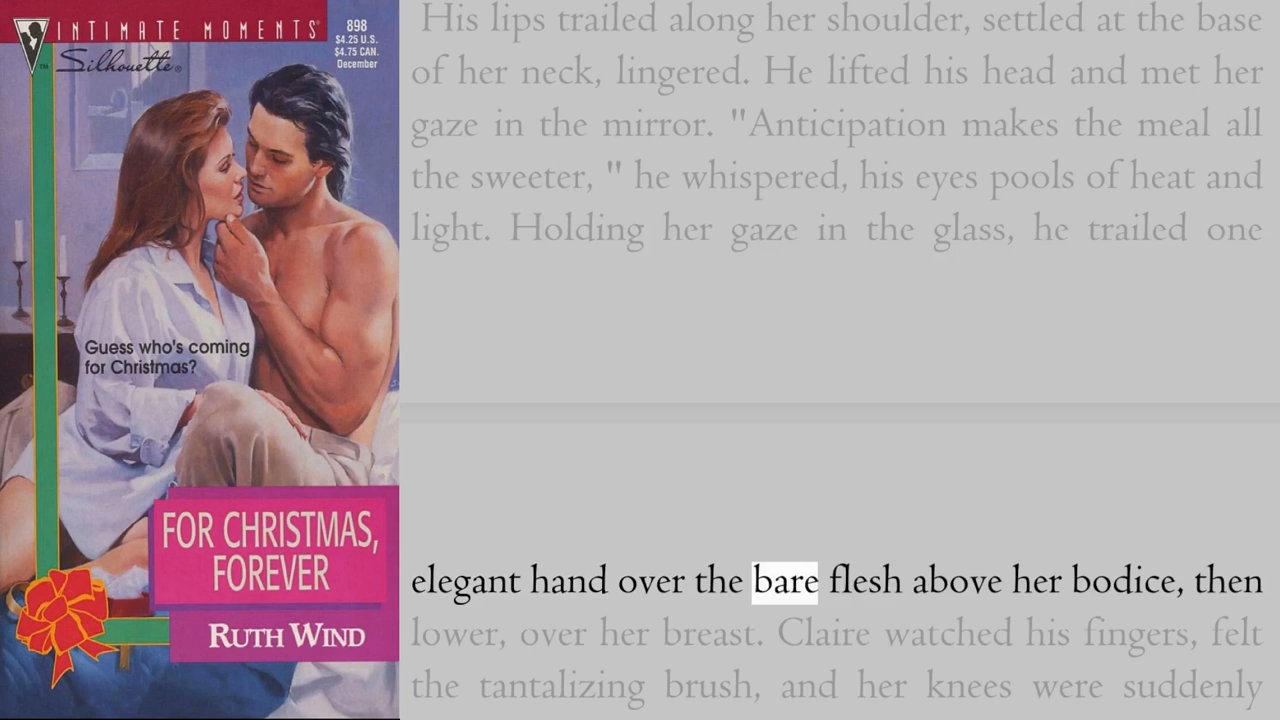 INTIMATE MOMENTS®
Silhouette®
TM
898
$4.25 U.S.
$4.75 CAN.
December
Guess who's coming
for Christmas?
FOR CHRISTMAS,
FOREVER
RUTH WIND
His lips trailed along her shoulder, settled at the base
of her neck, lingered. He lifted his head and met her
gaze in the mirror. "Anticipation makes the meal all
the sweeter, " he whispered, his eyes pools of heat and
light. Holding her gaze in the glass, he trailed one
elegant hand over the bare flesh above her bodice, then
lower, over her breast. Claire watched his fingers, felt
the tantalizing brush, and her knees were suddenly